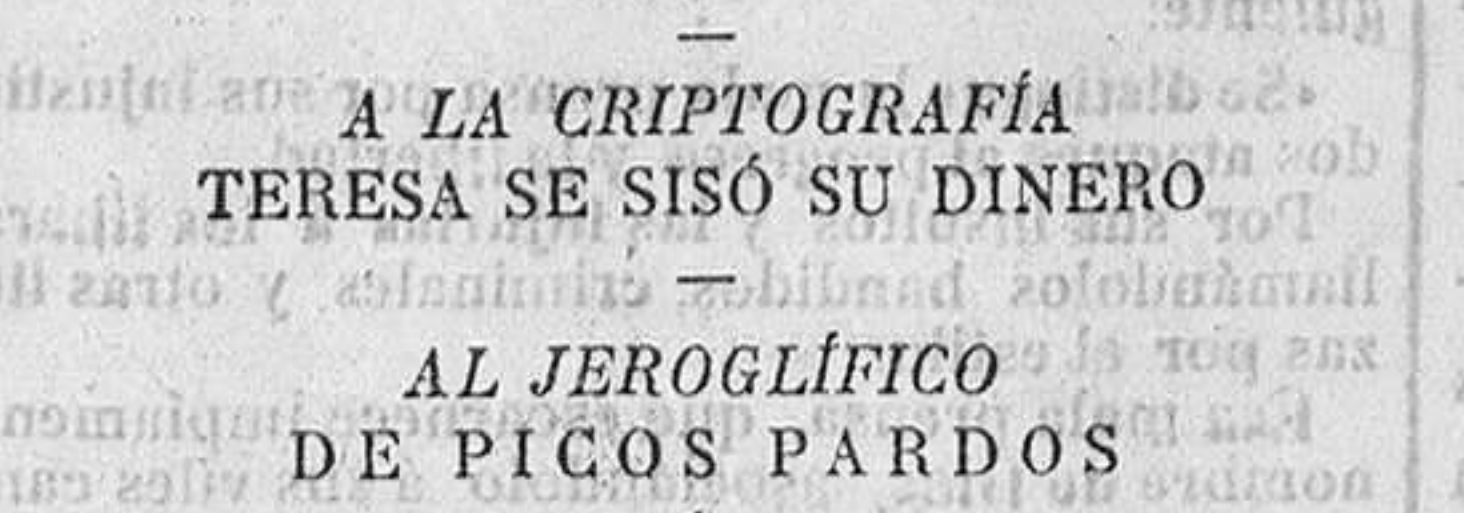 A LA CRIPTOGRAFÍA
TERESA SE SISÓ SU DINERO
AL JEROGLÍFICO
DE PICOS PARDOS